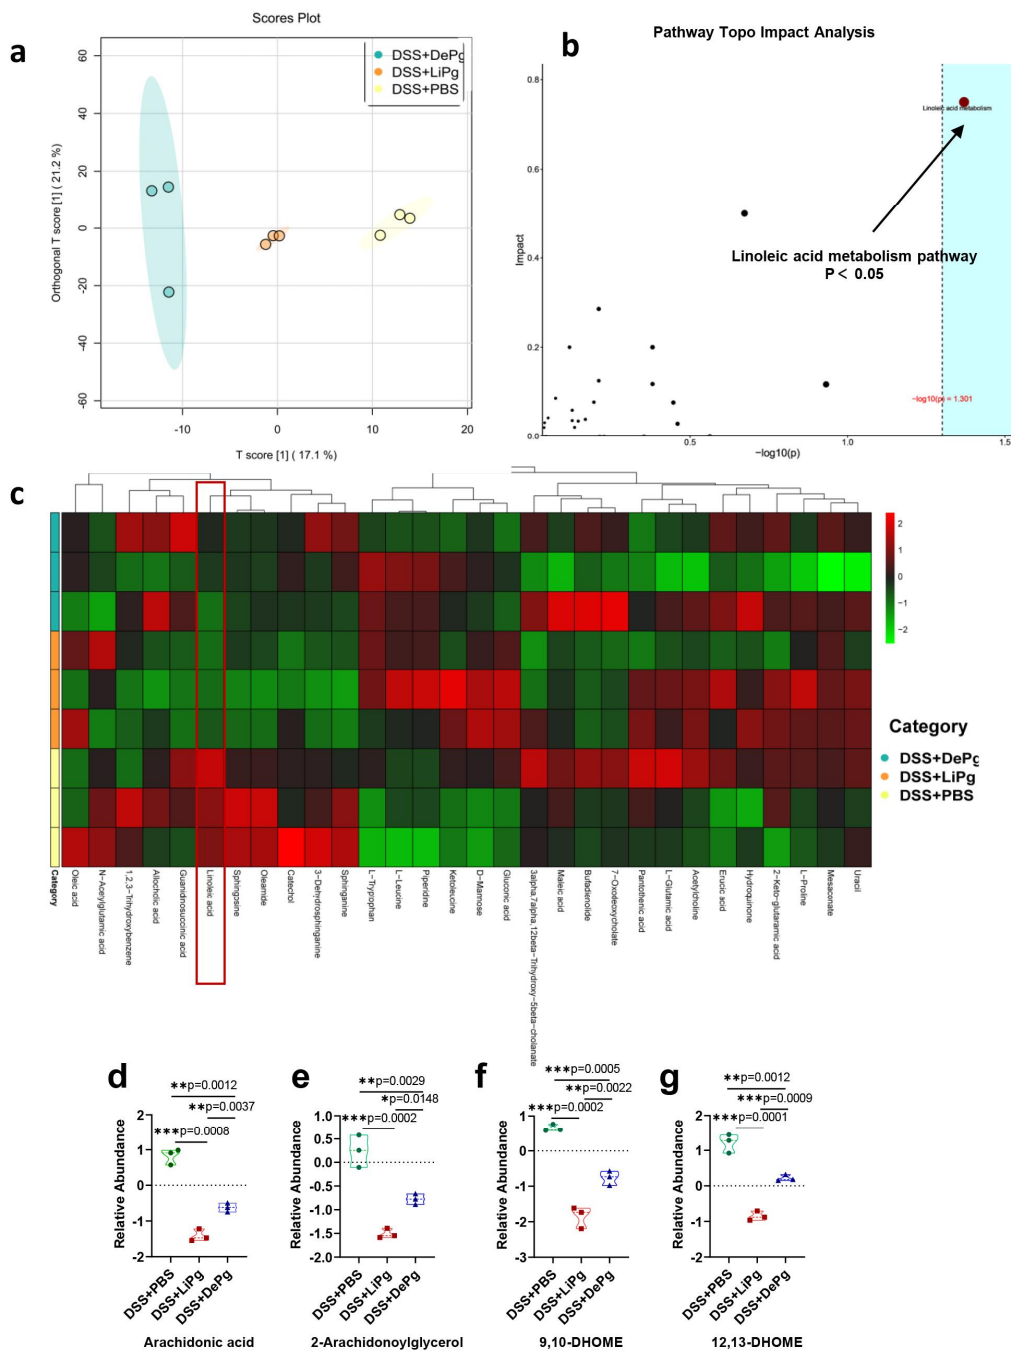 a
Scores Plot
DSS+DePg
DSS+LiPg
DSS+PBS
60
40
20
0
-20
-40
-60
Orthogonal T score [1] ( 21.2 %)
-10
0
10
20
T score [1] ( 17.1 %)
b
Pathway Topo Impact Analysis
0.8
0.6
0.4
0.2
0.0
Impact
Linoleic acid metabolism
Linoleic acid metabolism pathway
P< 0.05
−log10(p) = 1.301
0.5
1.0
1.5
−log10(p)
c
2
1
0
−1
−2
Category
DSS+DePg
DSS+LiPg
DSS+PBS
Category
Oleic acid
N−Acetylglutamic acid
1,2,3−Trihydroxybenzene
Allocholic acid
Guanidinosuccinic acid
Linoleic acid
Sphingosine
Oleamide
Catechol
3−Dehydrosphinganine
Sphinganine
L−Tryptophan
L−Leucine
Piperidine
Ketoleucine
D−Mannose
Gluconic acid
3alpha,7alpha,12beta−Trihydroxy−5beta−cholanate
Maleic acid
Bufadienolide
7−Oxodeoxycholate
Pantothenic acid
L−Glutamic acid
Acetylcholine
Erucic acid
Hydroquinone
2−Keto−glutaramic acid
L−Proline
Mesaconate
Uracil
d
**p=0.0012
**p=0.0037
***p=0.0008
2
1
0
-1
-2
Relative Abundance
DSS+PBS
DSS+LiPg
DSS+DePg
Arachidonic acid
e
**p=0.0029
*p=0.0148
***p=0.0002
1.0
0.5
0.0
-0.5
-1.0
-1.5
-2.0
Relative Abundance
DSS+PBS
DSS+LiPg
DSS+DePg
2-Arachidonoylglycerol
f
***p=0.0005
**p=0.0022
***p=0.0002
1
0
-1
-2
-3
Relative Abundance
DSS+PBS
DSS+LiPg
DSS+DePg
9,10-DHOME
g
**p=0.0012
***p=0.0009
***p=0.0001
2
1
0
-1
-2
Relative Abundance
DSS+PBS
DSS+LiPg
DSS+DePg
12,13-DHOME